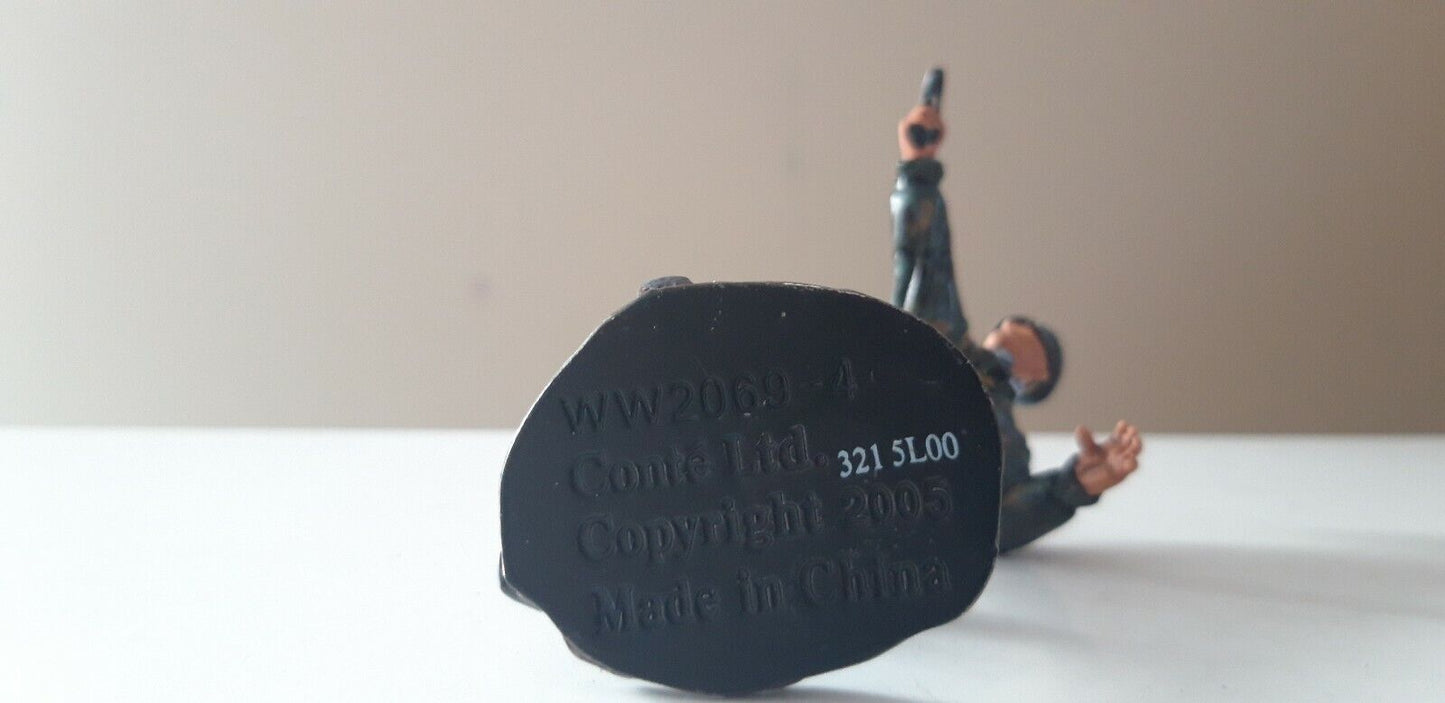 WW2069-4
Conte Ltd.
321 5L00
Copyright 2005
Made in China